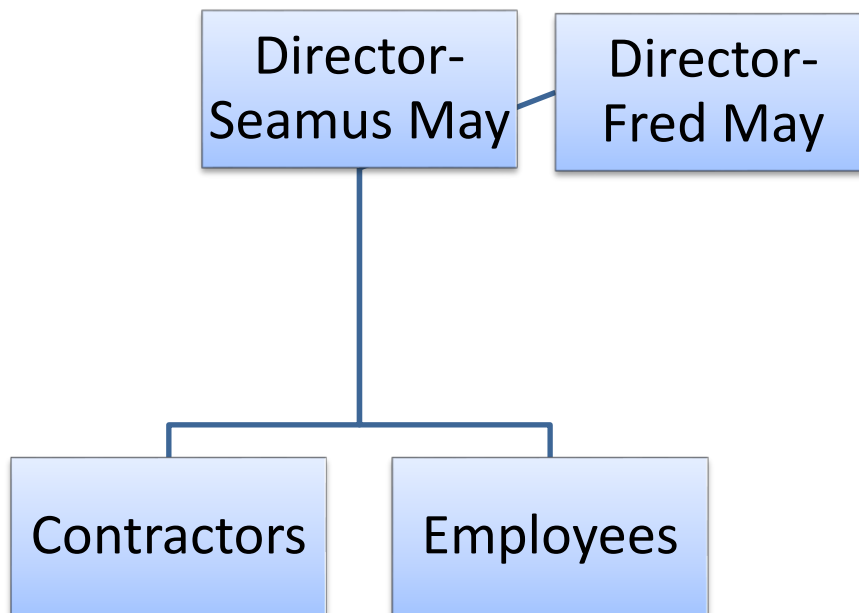 Director-
Seamus May
Director-
Fred May
Contractors
Employees